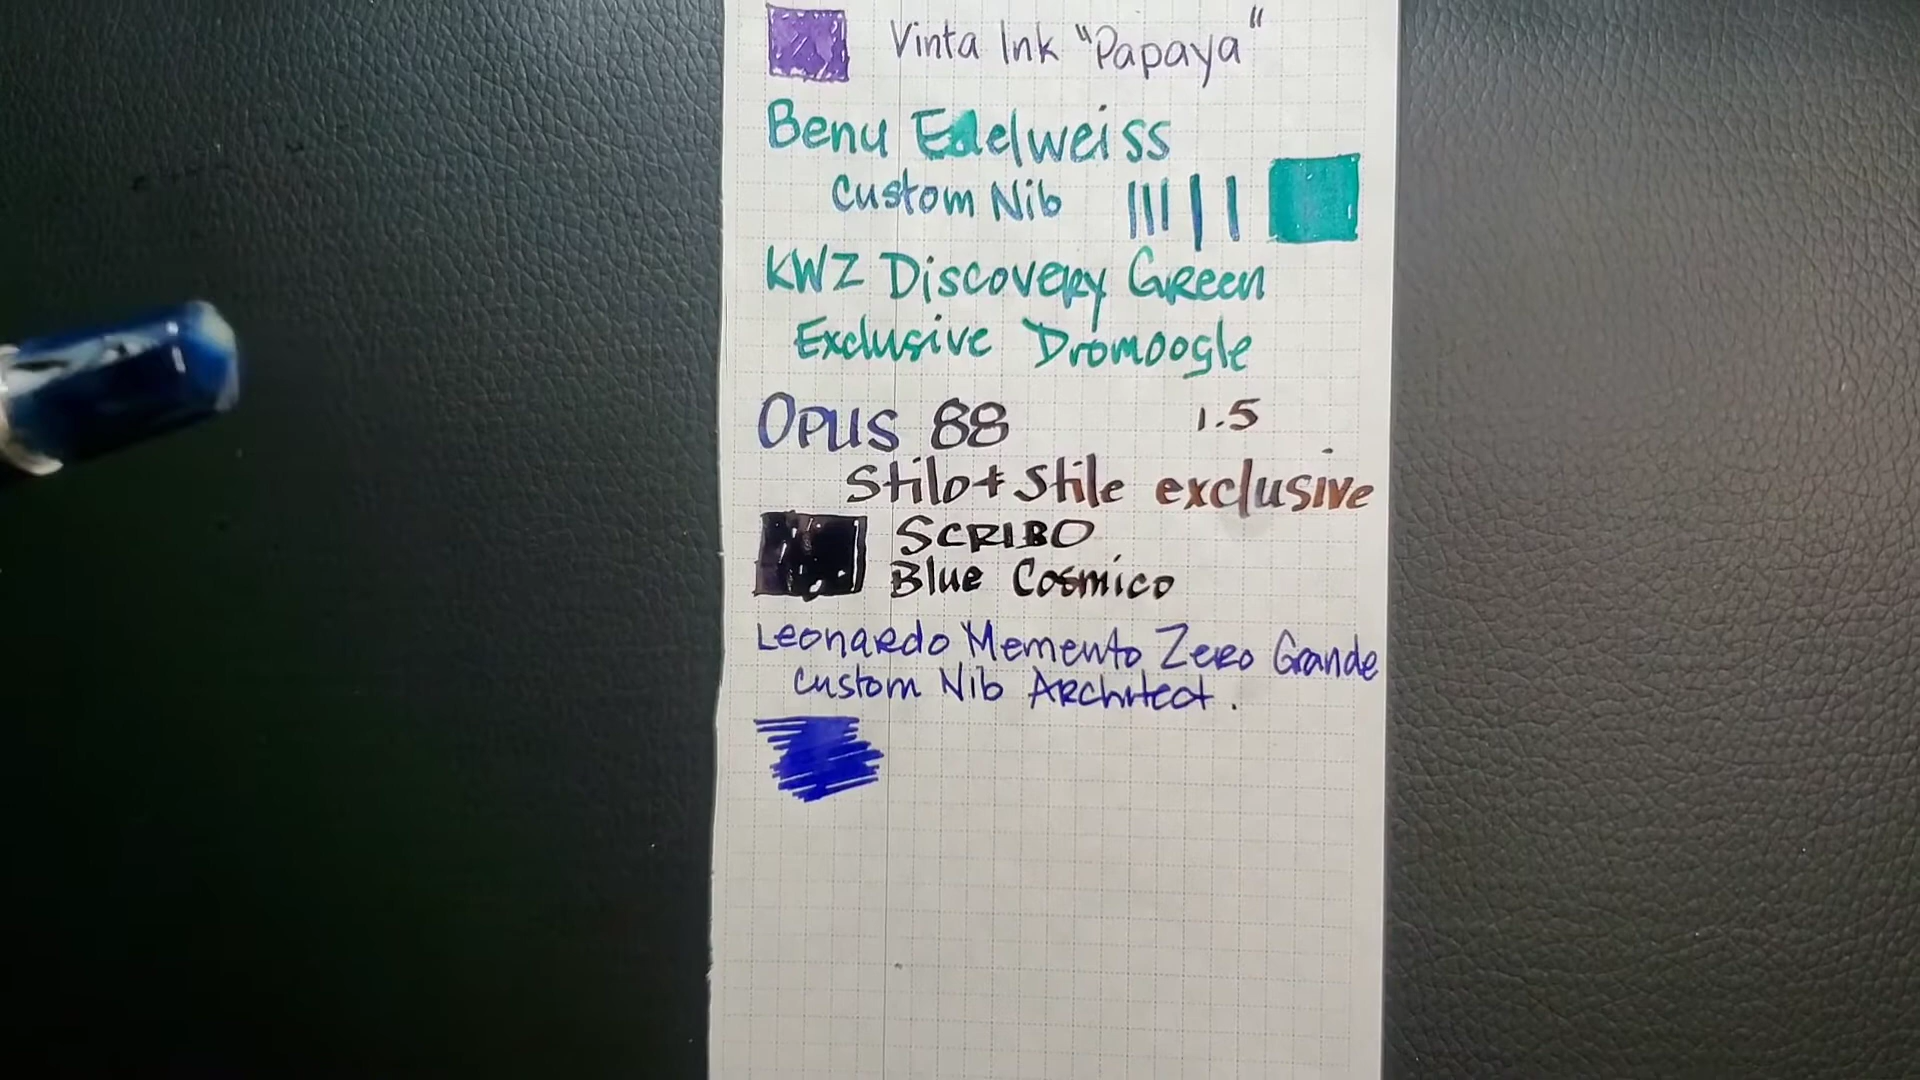 Vinta Ink "Papaya"
Benu Edelweiss
Custom Nib
KWZ Discovery Green
Exclusive Dromoogle
OPUS 88 1.5
Stilo+Stile exclusive
SCRIBO
Blue Cosmico
Leonardo Memento Zero Grande
Custom Nib Architect.